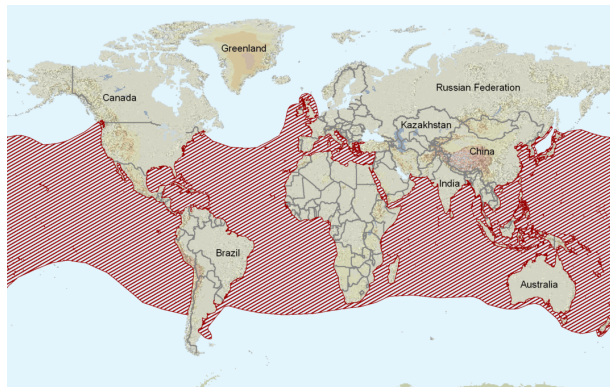 Greenland
Russian Federation
Canada
Kazakhstan
China
India
Brazil
Australia